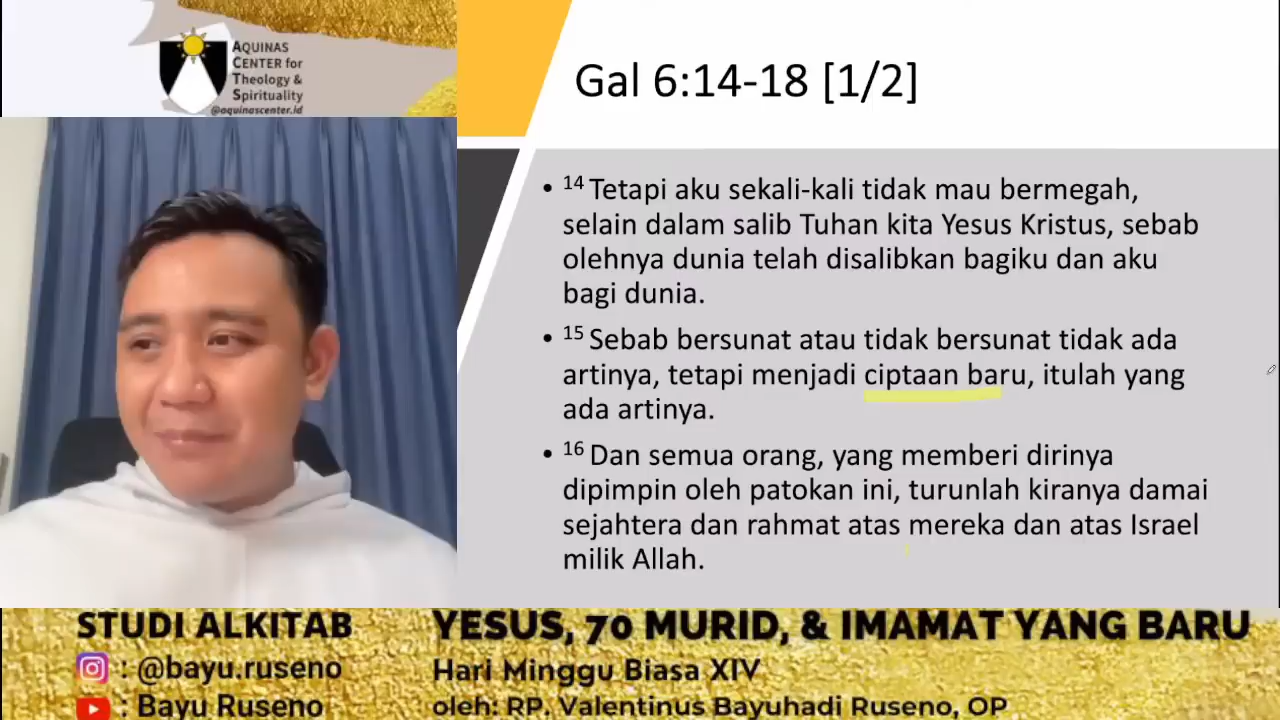 AQUINAS
CENTER for
Theology &
Spirituality
@aquinascenter.id
Gal 6:14-18 [1/2]
• 14 Tetapi aku sekali-kali tidak mau bermegah,
selain dalam salib Tuhan kita Yesus Kristus, sebab
olehnya dunia telah disalibkan bagiku dan aku
bagi dunia.
• 15 Sebab bersunat atau tidak bersunat tidak ada
artinya, tetapi menjadi ciptaan baru, itulah yang
ada artinya.
• 16 Dan semua orang, yang memberi dirinya
dipimpin oleh patokan ini, turunlah kiranya damai
sejahtera dan rahmat atas mereka dan atas Israel
milik Allah.
STUDI ALKITAB
: @bayu.ruseno
: Bayu Ruseno
YESUS, 70 MURID, & IMAMAT YANG BARU
Hari Minggu Biasa XIV
oleh: RP. Valentinus Bayuhadi Ruseno, OP